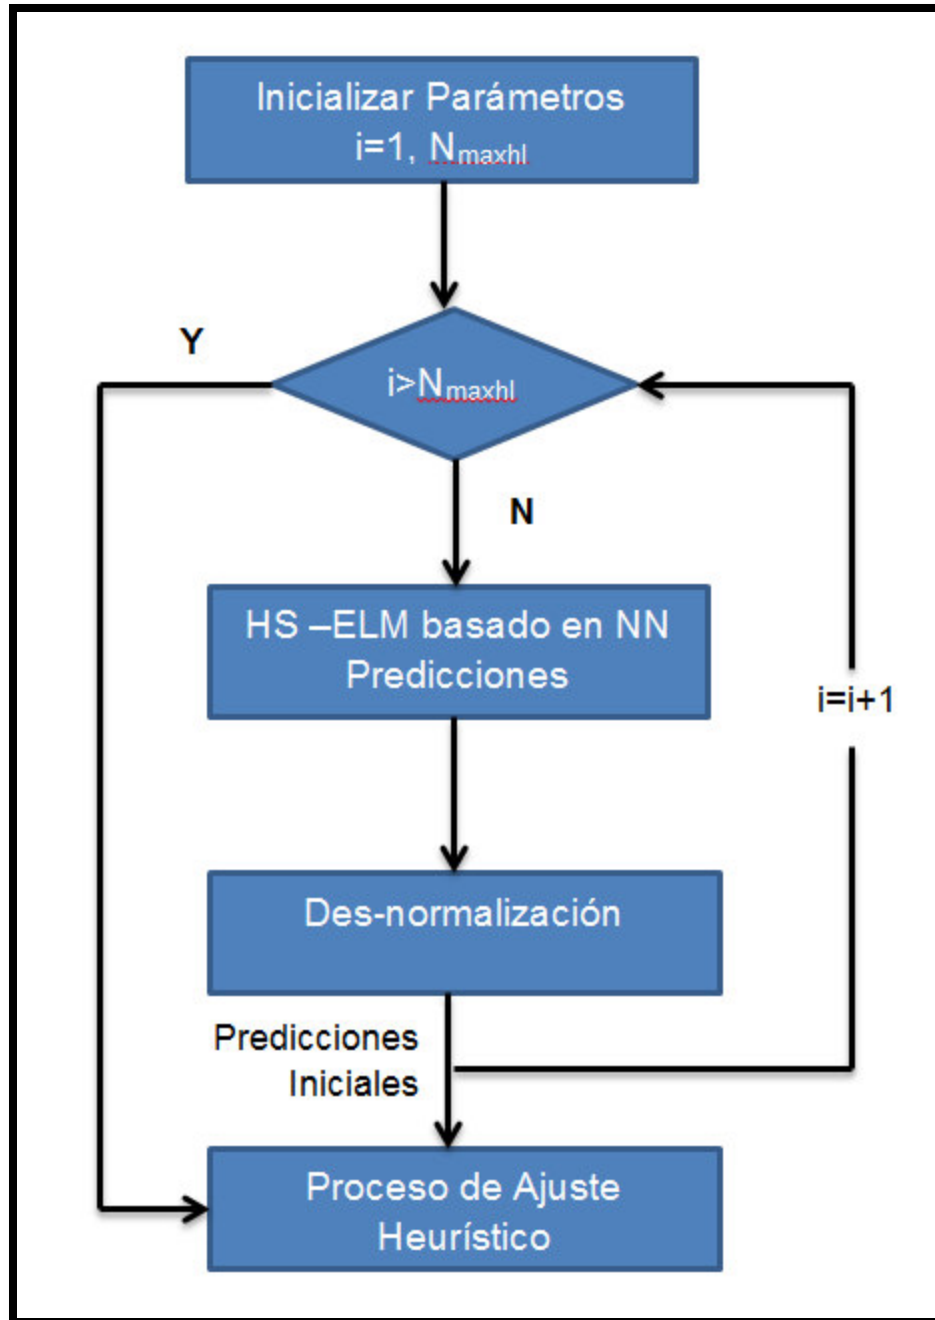 Inicializar Parámetros
i=1, Nmaxhl
Y
i>Nmaxhl
N
HS –ELM basado en NN
Predicciones
i=i+1
Des-normalización
Predicciones
Iniciales
Proceso de Ajuste
Heurístico